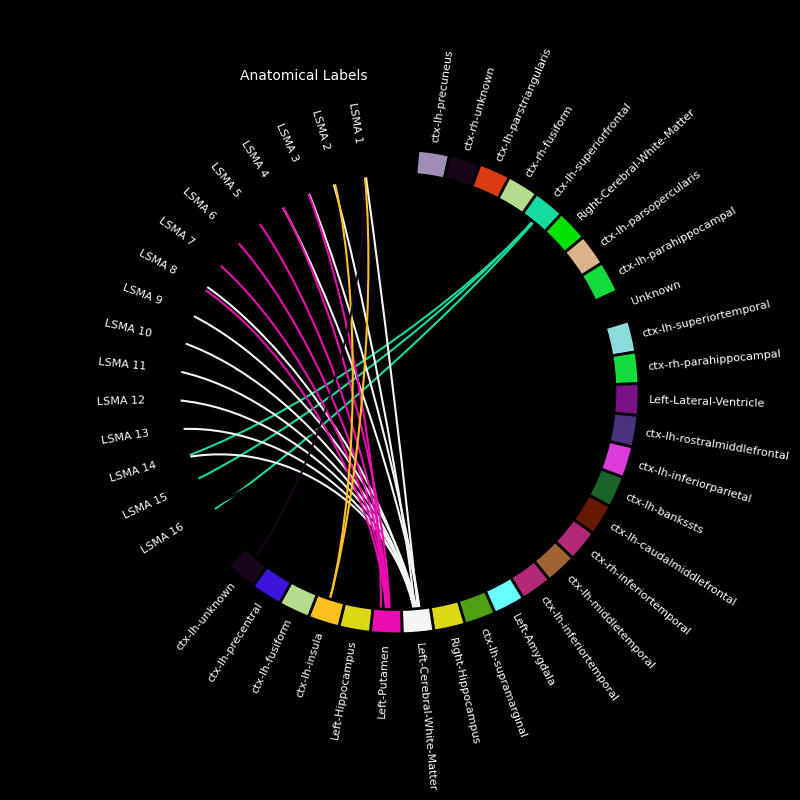 Anatomical Labels
LSMA 1
LSMA 2
LSMA 3
LSMA 4
LSMA 5
LSMA 6
LSMA 7
LSMA 8
LSMA 9
LSMA 10
LSMA 11
LSMA 12
LSMA 13
LSMA 14
LSMA 15
LSMA 16
ctx-lh-unknown
ctx-lh-precentral
ctx-lh-fusiform
ctx-lh-insula
Left-Hippocampus
Left-Putamen
Left-Cerebral-White-Matter
Right-Hippocampus
ctx-lh-supramarginal
Left-Amygdala
ctx-lh-inferiortemporal
ctx-lh-middletemporal
ctx-rh-inferiortemporal
ctx-lh-caudalmiddlefrontal
ctx-lh-bankssts
ctx-lh-inferiorparietal
ctx-lh-rostralmiddlefrontal
Left-Lateral-Ventricle
ctx-rh-parahippocampal
ctx-lh-superiortemporal
Unknown
ctx-lh-parahippocampal
ctx-lh-parsopercularis
Right-Cerebral-White-Matter
ctx-lh-superiorfrontal
ctx-rh-fusiform
ctx-lh-parstriangularis
ctx-rh-unknown
ctx-lh-precuneus